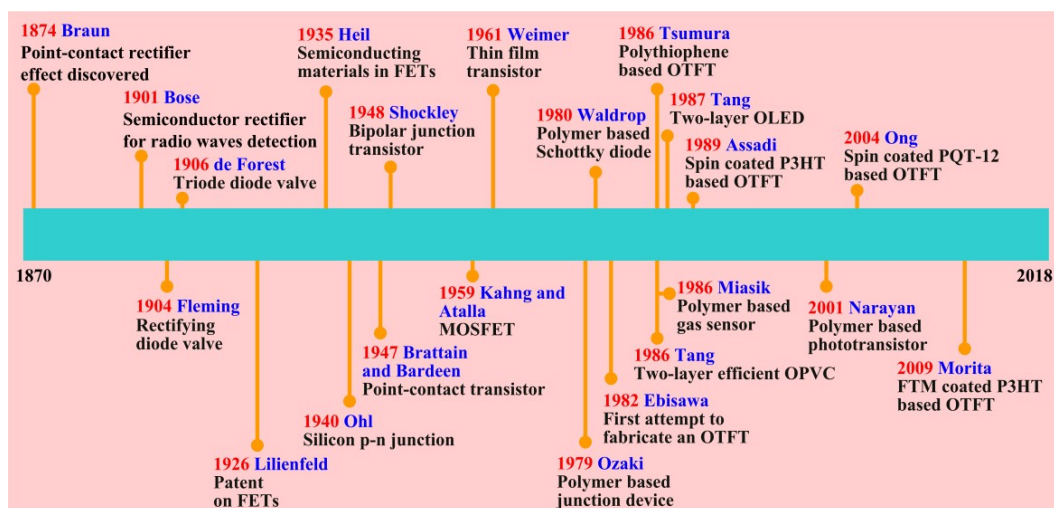 1874 Braun
Point-contact rectifier
effect discovered
1901 Bose
Semiconductor rectifier
for radio waves detection
1906 de Forest
Triode diode valve
1935 Heil
Semiconducting
materials in FETs
1948 Shockley
Bipolar junction
transistor
1961 Weimer
Thin film
transistor
1980 Waldrop
Polymer based
Schottky diode
1986 Tsumura
Polythiophene
based OTFT
1987 Tang
Two-layer OLED
1989 Assadi
Spin coated P3HT
based OTFT
2004 Ong
Spin coated PQT-12
based OTFT
1870
2018
1904 Fleming
Rectifying
diode valve
1926 Lilienfeld
Patent
on FETs
1940 Ohl
Silicon p-n junction
1947 Brattain
and Bardeen
Point-contact transistor
1959 Kahng and
Atalla
MOSFET
1979 Ozaki
Polymer based
junction device
1982 Ebisawa
First attempt to
fabricate an OTFT
1986 Tang
Two-layer efficient OPVC
1986 Miasik
Polymer based
gas sensor
2001 Narayan
Polymer based
phototransistor
2009 Morita
FTM coated P3HT
based OTFT